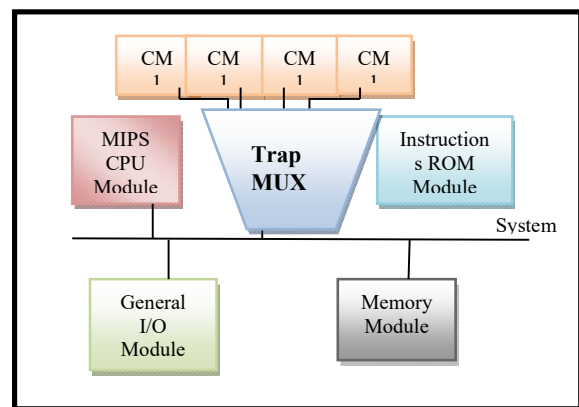 CM
1
CM
1
CM
1
CM
1
MIPS
CPU
Module
Trap
MUX
Instruction
s ROM
Module
System
General
I/O
Module
Memory
Module